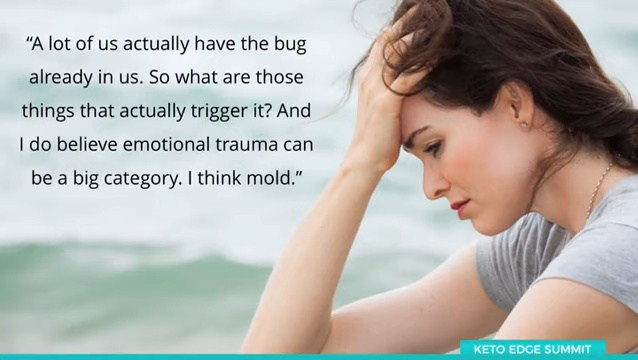 “A lot of us actually have the bug
already in us. So what are those
things that actually trigger it? And
I do believe emotional trauma can
be a big category. I think mold.”
KETO EDGE SUMMIT